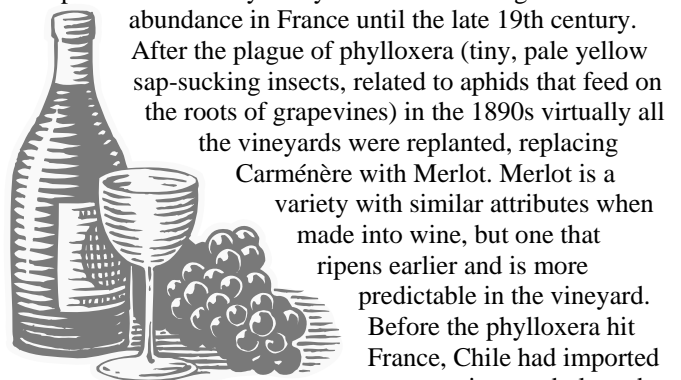 abundance in France until the late 19th century.
After the plague of phylloxera (tiny, pale yellow
sap-sucking insects, related to aphids that feed on
the roots of grapevines) in the 1890s virtually all
the vineyards were replanted, replacing
Carménère with Merlot. Merlot is a
variety with similar attributes when
made into wine, but one that
ripens earlier and is more
predictable in the vineyard.
Before the phylloxera hit
France, Chile had imported